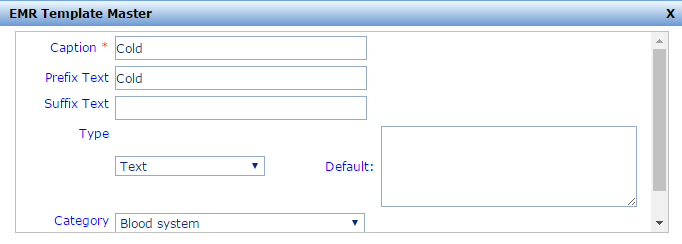 EMR Template Master X
Caption * Cold
Prefix Text Cold
Suffix Text
Type
Text Default:
Category Blood system